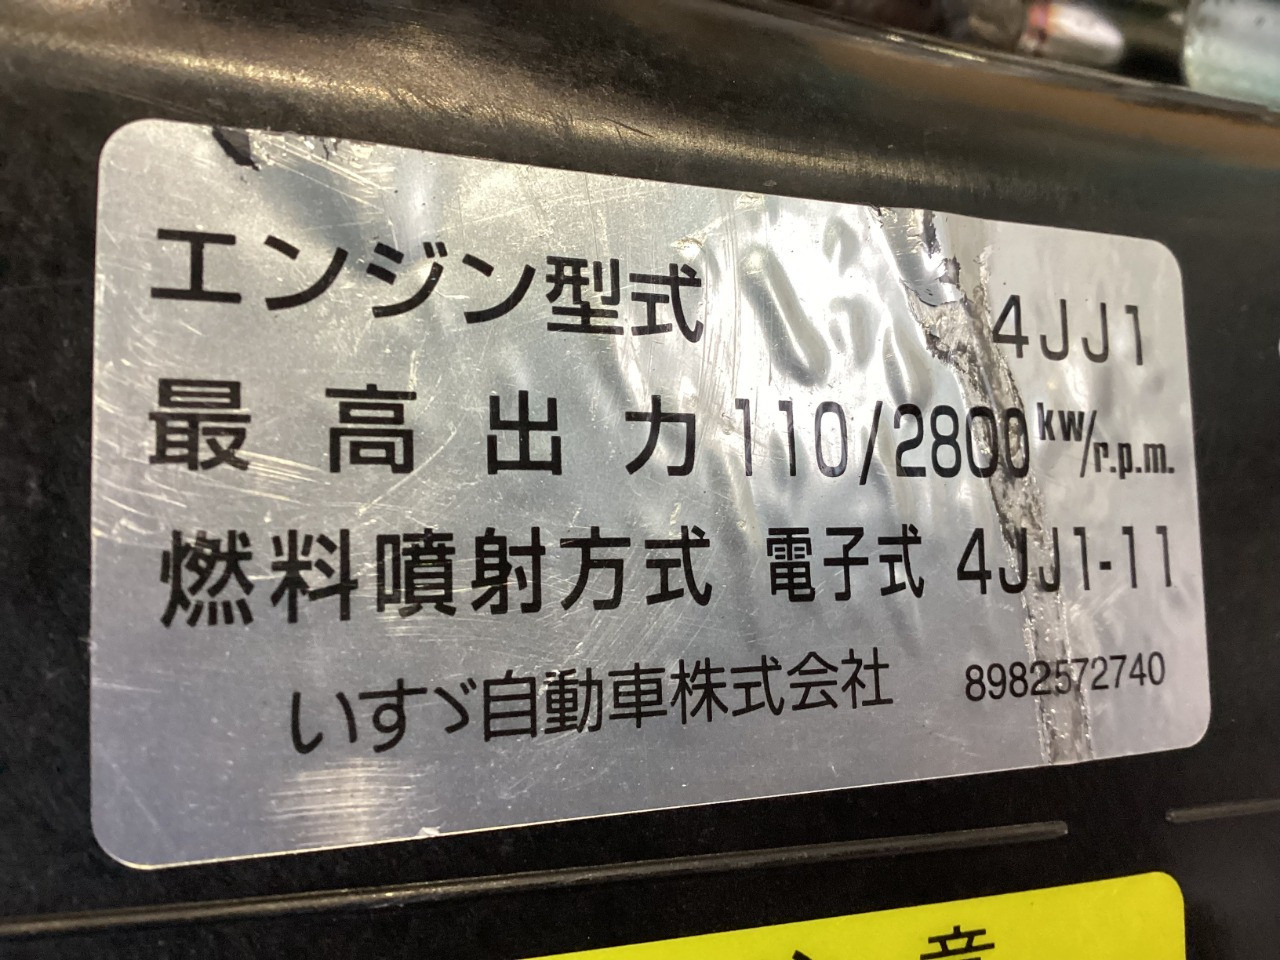 エンジン型式 4JJ1
最高出力 110/2800 kw/r.p.m.
燃料噴射方式 電子式 4JJ1-11
いすゞ自動車株式会社 8982572740